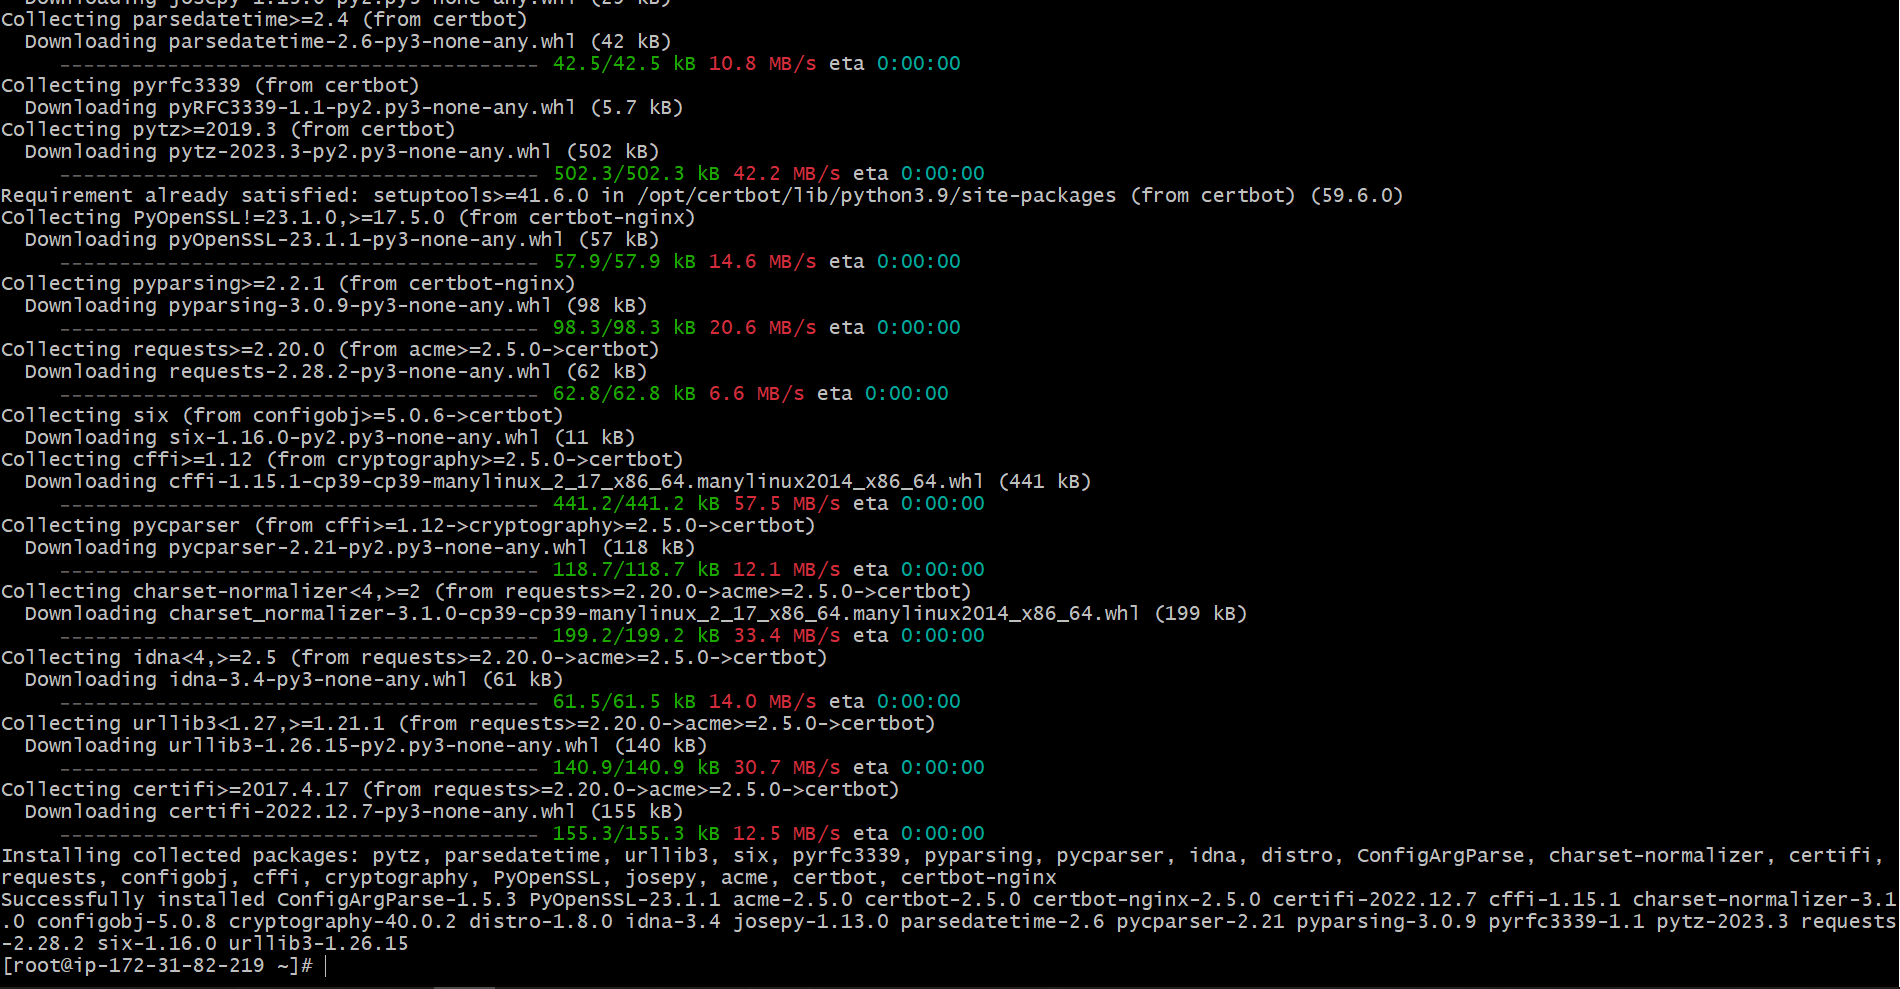 Downloading josepy-1.13.0-py2.py3-none-any.whl (29 kB)
Collecting parsedatetime>=2.4 (from certbot)
  Downloading parsedatetime-2.6-py3-none-any.whl (42 kB)
     ---------------------------------------- 42.5/42.5 kB 10.8 MB/s eta 0:00:00
Collecting pyrfc3339 (from certbot)
  Downloading pyRFC3339-1.1-py2.py3-none-any.whl (5.7 kB)
Collecting pytz>=2019.3 (from certbot)
  Downloading pytz-2023.3-py2.py3-none-any.whl (502 kB)
     ---------------------------------------- 502.3/502.3 kB 42.2 MB/s eta 0:00:00
Requirement already satisfied: setuptools>=41.6.0 in /opt/certbot/lib/python3.9/site-packages (from certbot) (59.6.0)
Collecting PyOpenSSL!=23.1.0,>=17.5.0 (from certbot-nginx)
  Downloading pyOpenSSL-23.1.1-py3-none-any.whl (57 kB)
     ---------------------------------------- 57.9/57.9 kB 14.6 MB/s eta 0:00:00
Collecting pyparsing>=2.2.1 (from certbot-nginx)
  Downloading pyparsing-3.0.9-py3-none-any.whl (98 kB)
     ---------------------------------------- 98.3/98.3 kB 20.6 MB/s eta 0:00:00
Collecting requests>=2.20.0 (from acme>=2.5.0->certbot)
  Downloading requests-2.28.2-py3-none-any.whl (62 kB)
     ---------------------------------------- 62.8/62.8 kB 6.6 MB/s eta 0:00:00
Collecting six (from configobj>=5.0.6->certbot)
  Downloading six-1.16.0-py2.py3-none-any.whl (11 kB)
Collecting cffi>=1.12 (from cryptography>=2.5.0->certbot)
  Downloading cffi-1.15.1-cp39-cp39-manylinux_2_17_x86_64.manylinux2014_x86_64.whl (441 kB)
     ---------------------------------------- 441.2/441.2 kB 57.5 MB/s eta 0:00:00
Collecting pycparser (from cffi>=1.12->cryptography>=2.5.0->certbot)
  Downloading pycparser-2.21-py2.py3-none-any.whl (118 kB)
     ---------------------------------------- 118.7/118.7 kB 12.1 MB/s eta 0:00:00
Collecting charset-normalizer<4,>=2 (from requests>=2.20.0->acme>=2.5.0->certbot)
  Downloading charset_normalizer-3.1.0-cp39-cp39-manylinux_2_17_x86_64.manylinux2014_x86_64.whl (199 kB)
     ---------------------------------------- 199.2/199.2 kB 33.4 MB/s eta 0:00:00
Collecting idna<4,>=2.5 (from requests>=2.20.0->acme>=2.5.0->certbot)
  Downloading idna-3.4-py3-none-any.whl (61 kB)
     ---------------------------------------- 61.5/61.5 kB 14.0 MB/s eta 0:00:00
Collecting urllib3<1.27,>=1.21.1 (from requests>=2.20.0->acme>=2.5.0->certbot)
  Downloading urllib3-1.26.15-py2.py3-none-any.whl (140 kB)
     ---------------------------------------- 140.9/140.9 kB 30.7 MB/s eta 0:00:00
Collecting certifi>=2017.4.17 (from requests>=2.20.0->acme>=2.5.0->certbot)
  Downloading certifi-2022.12.7-py3-none-any.whl (155 kB)
     ---------------------------------------- 155.3/155.3 kB 12.5 MB/s eta 0:00:00
Installing collected packages: pytz, parsedatetime, urllib3, six, pyrfc3339, pyparsing, pycparser, idna, distro, ConfigArgParse, charset-normalizer, certifi,
requests, configobj, cffi, cryptography, PyOpenSSL, josepy, acme, certbot, certbot-nginx
Successfully installed ConfigArgParse-1.5.3 PyOpenSSL-23.1.1 acme-2.5.0 certbot-2.5.0 certbot-nginx-2.5.0 certifi-2022.12.7 cffi-1.15.1 charset-normalizer-3.1
.0 configobj-5.0.8 cryptography-40.0.2 distro-1.8.0 idna-3.4 josepy-1.13.0 parsedatetime-2.6 pycparser-2.21 pyparsing-3.0.9 pyrfc3339-1.1 pytz-2023.3 requests
-2.28.2 six-1.16.0 urllib3-1.26.15
[root@ip-172-31-82-219 ~]#